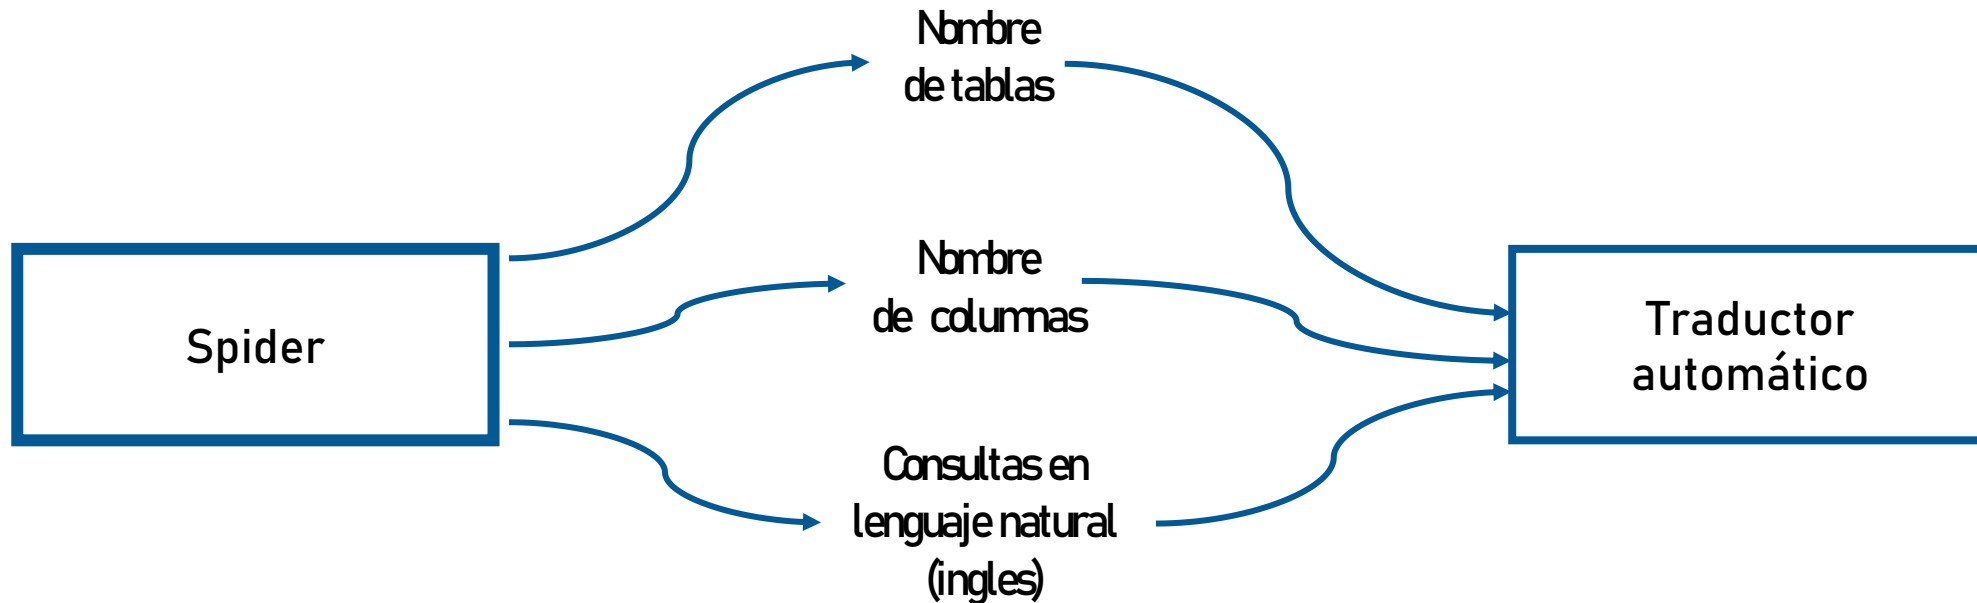 Nombre
de tablas
Nombre
de columnas
Spider
Traductor
automático
Consultas en
lenguaje natural
(ingles)